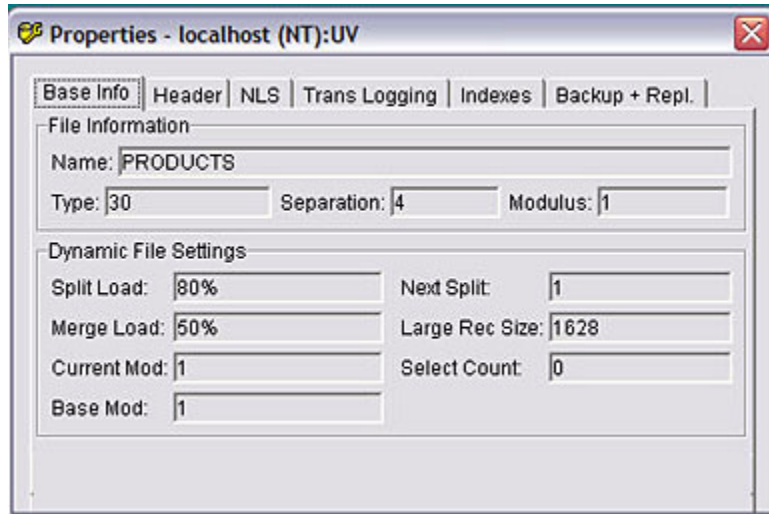 Properties - localhost (NT):UV
Base Info Header NLS Trans Logging Indexes Backup + Repl.
File Information
Name: PRODUCTS
Type: 30 Separation: 4 Modulus: 1
Dynamic File Settings
Split Load: 80% Next Split: 1
Merge Load: 50% Large Rec Size: 1628
Current Mod: 1 Select Count: 0
Base Mod: 1